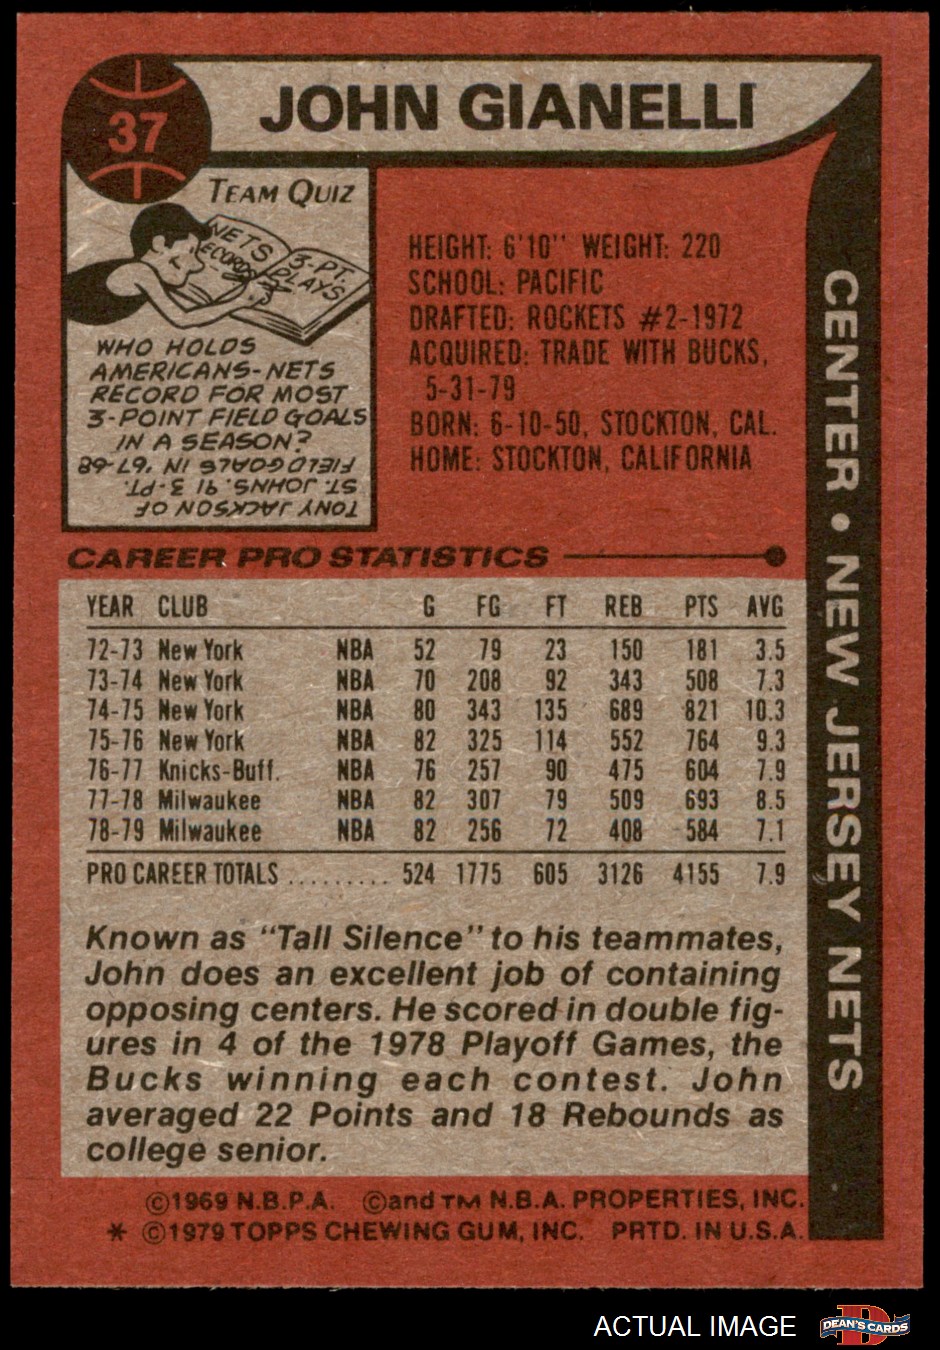 37
JOHN GIANELLI
TEAM QUIZ
NETS RECORDS
3-PT. PLAYS
WHO HOLDS
AMERICANS-NETS
RECORD FOR MOST
3-POINT FIELD GOALS
IN A SEASON?
TONY JACKSON OF
ST. JOHNS. 91 3-PT.
FIELD GOALS IN '67-68
HEIGHT: 6'10" WEIGHT: 220
SCHOOL: PACIFIC
DRAFTED: ROCKETS #2-1972
ACQUIRED: TRADE WITH BUCKS,
5-31-79
BORN: 6-10-50, STOCKTON, CAL.
HOME: STOCKTON, CALIFORNIA
CENTER • NEW JERSEY NETS
CAREER PRO STATISTICS
YEAR CLUB G FG FT REB PTS AVG
72-73 New York NBA 52 79 23 150 181 3.5
73-74 New York NBA 70 208 92 343 508 7.3
74-75 New York NBA 80 343 135 689 821 10.3
75-76 New York NBA 82 325 114 552 764 9.3
76-77 Knicks-Buff. NBA 76 257 90 475 604 7.9
77-78 Milwaukee NBA 82 307 79 509 693 8.5
78-79 Milwaukee NBA 82 256 72 408 584 7.1
PRO CAREER TOTALS ......... 524 1775 605 3126 4155 7.9
Known as "Tall Silence" to his teammates,
John does an excellent job of containing
opposing centers. He scored in double fig-
ures in 4 of the 1978 Playoff Games, the
Bucks winning each contest. John
averaged 22 Points and 18 Rebounds as
college senior.
©1969 N.B.P.A. ©and TM N.B.A. PROPERTIES, INC.
* ©1979 TOPPS CHEWING GUM, INC. PRTD. IN U.S.A.
ACTUAL IMAGE
D
DEAN'S CARDS